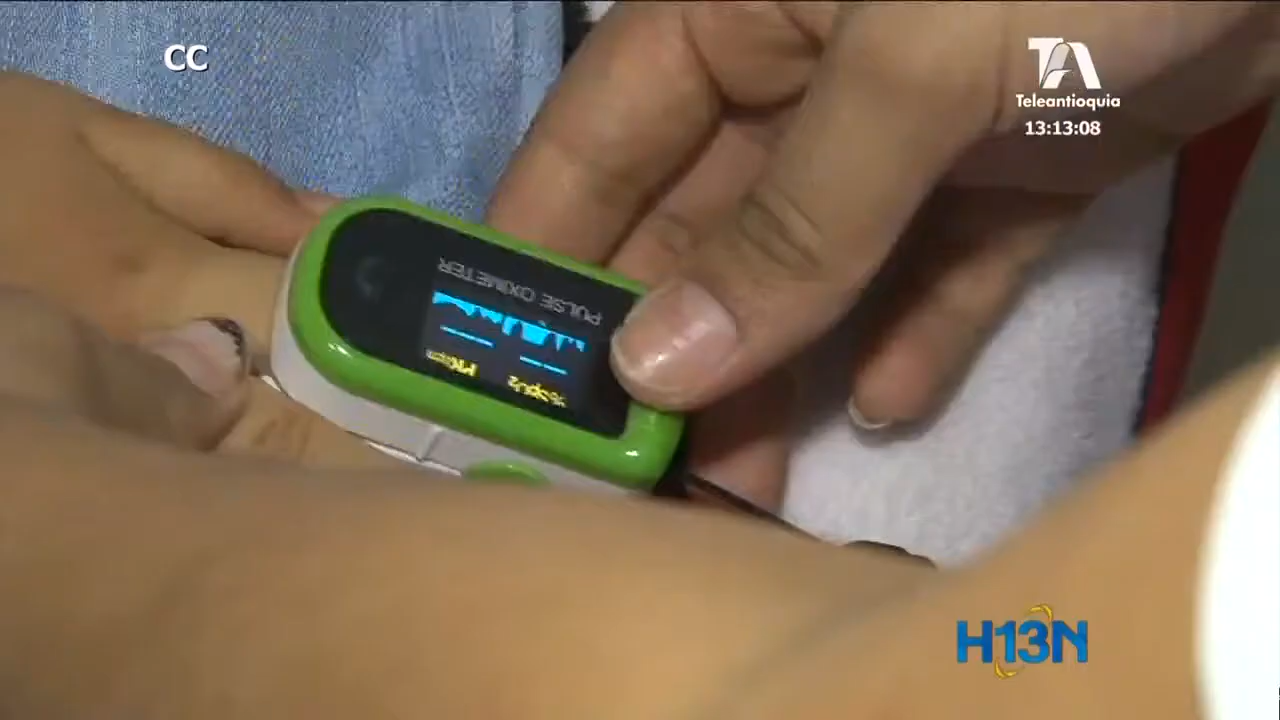 CC
Teleantioquia
13:13:08
PULSE OXIMETER
%SpO2
PRbpm
H13N